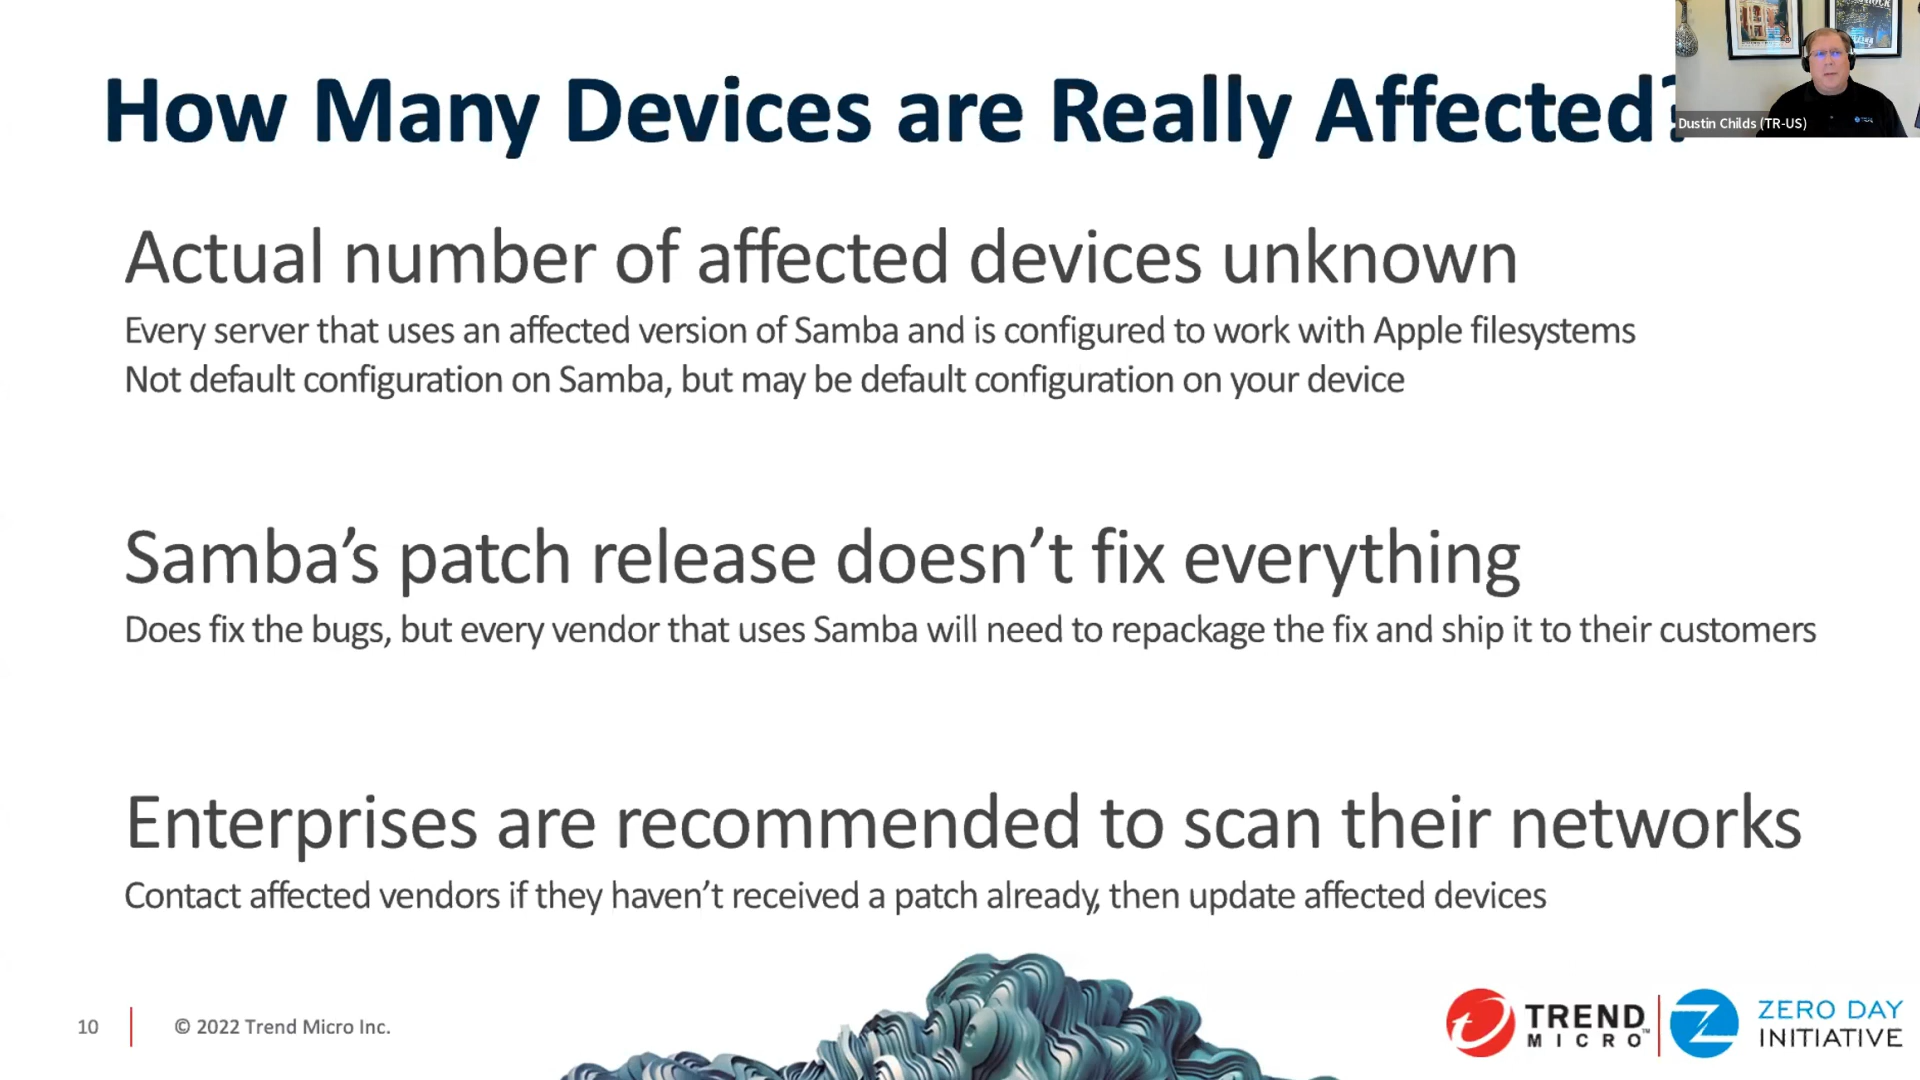 How Many Devices are Really Affected?
Dustin Childs (TR-US)
Actual number of affected devices unknown
Every server that uses an affected version of Samba and is configured to work with Apple filesystems
Not default configuration on Samba, but may be default configuration on your device
Samba’s patch release doesn’t fix everything
Does fix the bugs, but every vendor that uses Samba will need to repackage the fix and ship it to their customers
Enterprises are recommended to scan their networks
Contact affected vendors if they haven’t received a patch already, then update affected devices
10
© 2022 Trend Micro Inc.
TREND
MICRO™
ZERO DAY
INITIATIVE